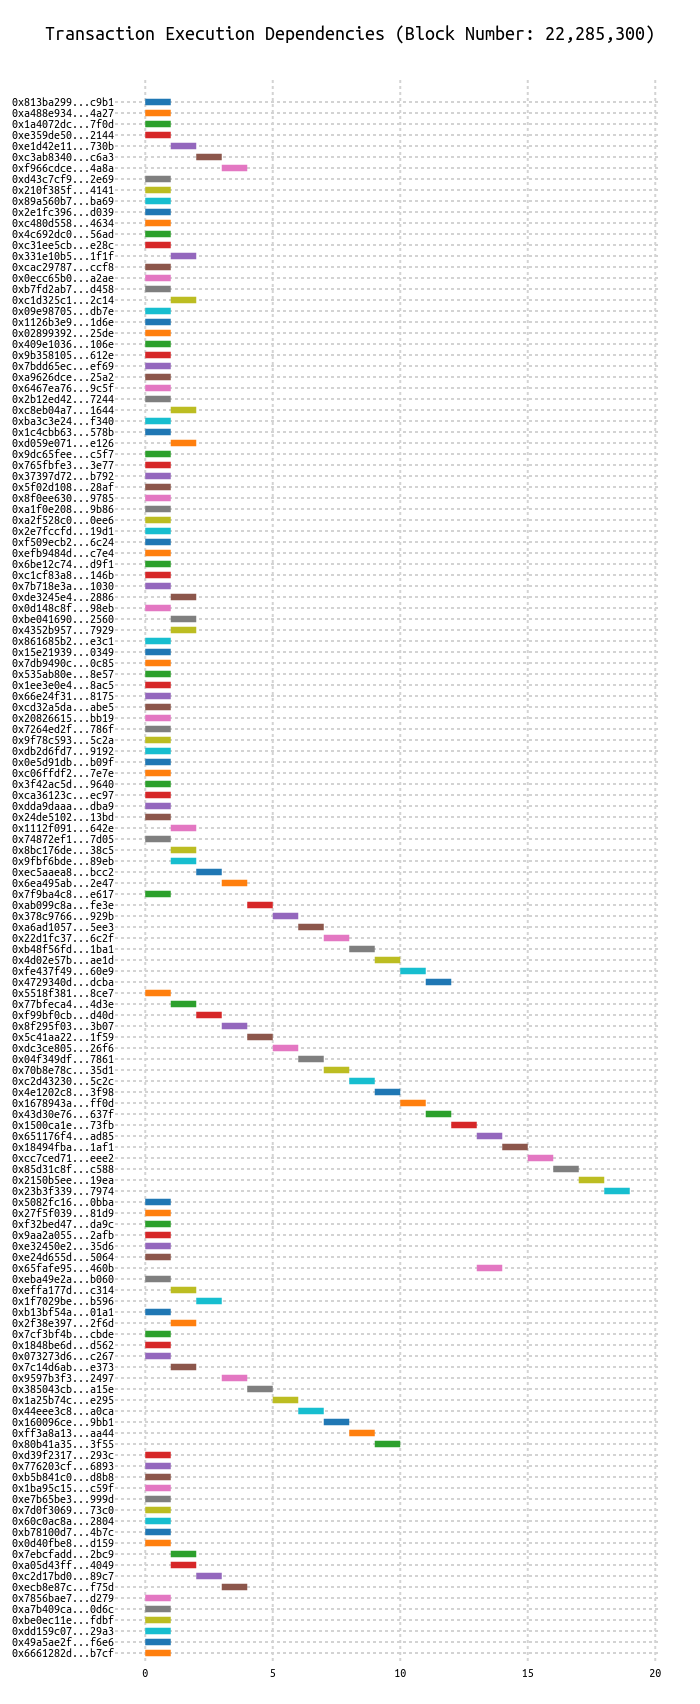 Transaction Execution Dependencies (Block Number: 22,285,300)
0x813ba299...c9b1
0xa488e934...4a27
0x1a4072dc...7f0d
0xe359de50...2144
0xe1d42e11...730b
0xc3ab8340...c6a3
0xf966cdce...4a8a
0xd43c7cf9...2e69
0x210f385f...4141
0x89a560b7...ba69
0x2e1fc396...d039
0xc480d558...4634
0x4c692dc0...56ad
0xc31ee5cb...e28c
0x331e10b5...1f1f
0xcac29787...ccf8
0x0ecc65b0...a2ae
0xb7fd2ab7...d458
0xc1d325c1...2c14
0x09e98705...db7e
0x1126b3e9...1d6e
0x02899392...25de
0x409e1036...106e
0x9b358105...612e
0x7bdd65ec...ef69
0xa9626dce...25a2
0x6467ea76...9c5f
0x2b12ed42...7244
0xc8eb04a7...1644
0xba3c3e24...f340
0x1c4cbb63...578b
0xd059e071...e126
0x9dc65fee...c5f7
0x765fbfe3...3e77
0x37397d72...b792
0x5f02d108...28af
0x8f0ee630...9785
0xa1f0e208...9b86
0xa2f528c0...0ee6
0x2e7fccfd...19d1
0xf509ecb2...6c24
0xefb9484d...c7e4
0x6be12c74...d9f1
0xc1cf83a8...146b
0x7b718e3a...1030
0xde3245e4...2886
0x0d148c8f...98eb
0xbe041690...2560
0x4352b957...7929
0x861685b2...e3c1
0x15e21939...0349
0x7db9490c...0c85
0x535ab80e...8e57
0x1ee3e0e4...8ac5
0x66e24f31...8175
0xcd32a5da...abe5
0x20826615...bb19
0x7264ed2f...786f
0x9f78c593...5c2a
0xdb2d6fd7...9192
0x0e5d91db...b09f
0xc06ffdf2...7e7e
0x3f42ac5d...9640
0xca36123c...ec97
0xdda9daaa...dba9
0x24de5102...13bd
0x1112f091...642e
0x74872ef1...7d05
0x8bc176de...38c5
0x9fbf6bde...89eb
0xec5aaea8...bcc2
0x6ea495ab...2e47
0x7f9ba4c8...e617
0xab099c8a...fe3e
0x378c9766...929b
0xa6ad1057...5ee3
0x22d1fc37...6c2f
0xb48f56fd...1ba1
0x4d02e57b...ae1d
0xfe437f49...60e9
0x4729340d...dcba
0x5518f381...8ce7
0x77bfeca4...4d3e
0xf99bf0cb...d40d
0x8f295f03...3b07
0x5c41aa22...1f59
0xdc3ce805...26f6
0x04f349df...7861
0x70b8e78c...35d1
0xc2d43230...5c2c
0x4e1202c8...3f98
0x1678943a...ff0d
0x43d30e76...637f
0x1500ca1e...73fb
0x651176f4...ad85
0x18494fba...1af1
0xcc7ced71...eee2
0x85d31c8f...c588
0x2150b5ee...19ea
0x23b3f339...7974
0x5082fc16...0bba
0x27f5f039...81d9
0xf32bed47...da9c
0x9aa2a055...2afb
0xe32450e2...35d6
0xe24d655d...5064
0x65fafe95...460b
0xeba49e2a...b060
0xeffa177d...c314
0x1f7029be...b596
0xb13bf54a...01a1
0x2f38e397...2f6d
0x7cf3bf4b...cbde
0x1848be6d...d562
0x073273d6...c267
0x7c14d6ab...e373
0x9597b3f3...2497
0x385043cb...a15e
0x1a25b74c...e295
0x44eee3c8...a0ca
0x160096ce...9bb1
0xff3a8a13...aa44
0x80b41a35...3f55
0xd39f2317...293c
0x776203cf...6893
0xb5b841c0...d8b8
0x1ba95c15...c59f
0xe7b65be3...999d
0x7d0f3069...73c0
0x60c0ac8a...2804
0xb78100d7...4b7c
0x0d40fbe8...d159
0x7ebcfadd...2bc9
0xa05d43ff...4049
0xc2d17bd0...89c7
0xecb8e87c...f75d
0x7856bae7...d279
0xa7b409ca...0d6c
0xbe0ec11e...fdbf
0xdd159c07...29a3
0x49a5ae2f...f6e6
0x6661282d...b7cf
0 5 10 15 20